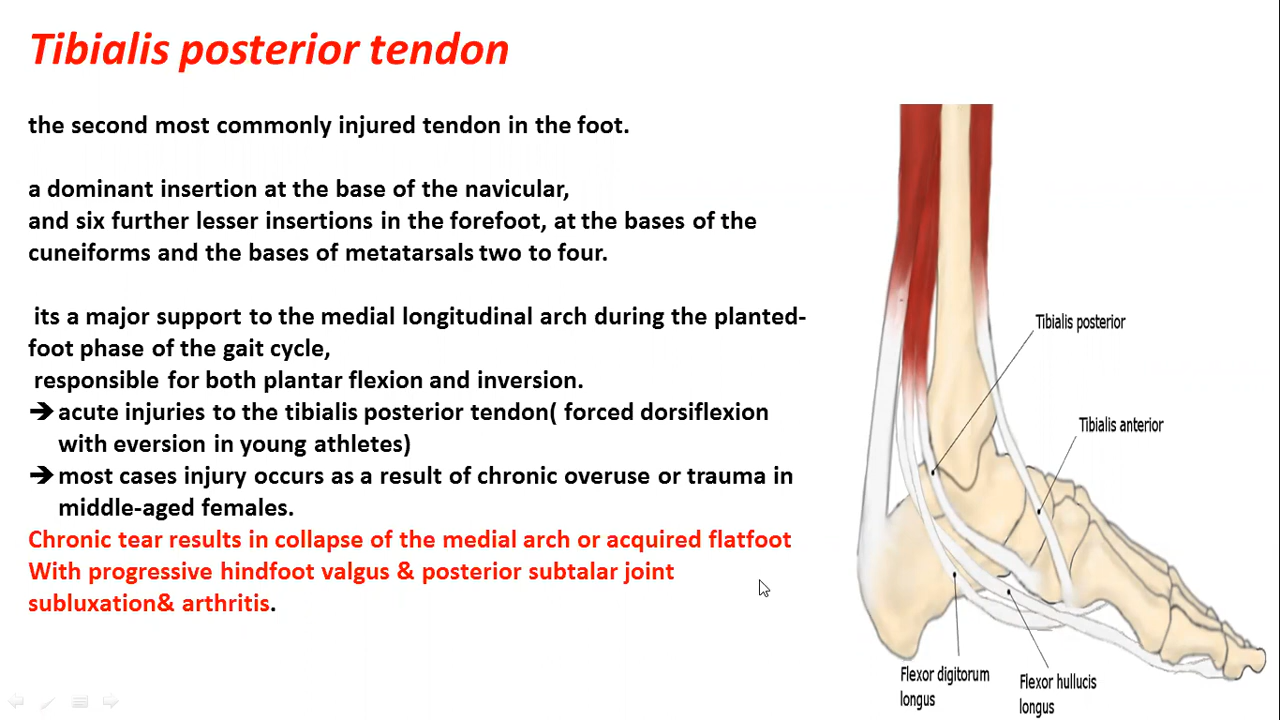 Tibialis posterior tendon
the second most commonly injured tendon in the foot.
a dominant insertion at the base of the navicular,
and six further lesser insertions in the forefoot, at the bases of the
cuneiforms and the bases of metatarsals two to four.
its a major support to the medial longitudinal arch during the planted-
foot phase of the gait cycle,
responsible for both plantar flexion and inversion.
➔ acute injuries to the tibialis posterior tendon( forced dorsiflexion
with eversion in young athletes)
➔ most cases injury occurs as a result of chronic overuse or trauma in
middle-aged females.
Chronic tear results in collapse of the medial arch or acquired flatfoot
With progressive hindfoot valgus & posterior subtalar joint
subluxation& arthritis.
Tibialis posterior
Tibialis anterior
Flexor digitorum
longus
Flexor hullucis
longus